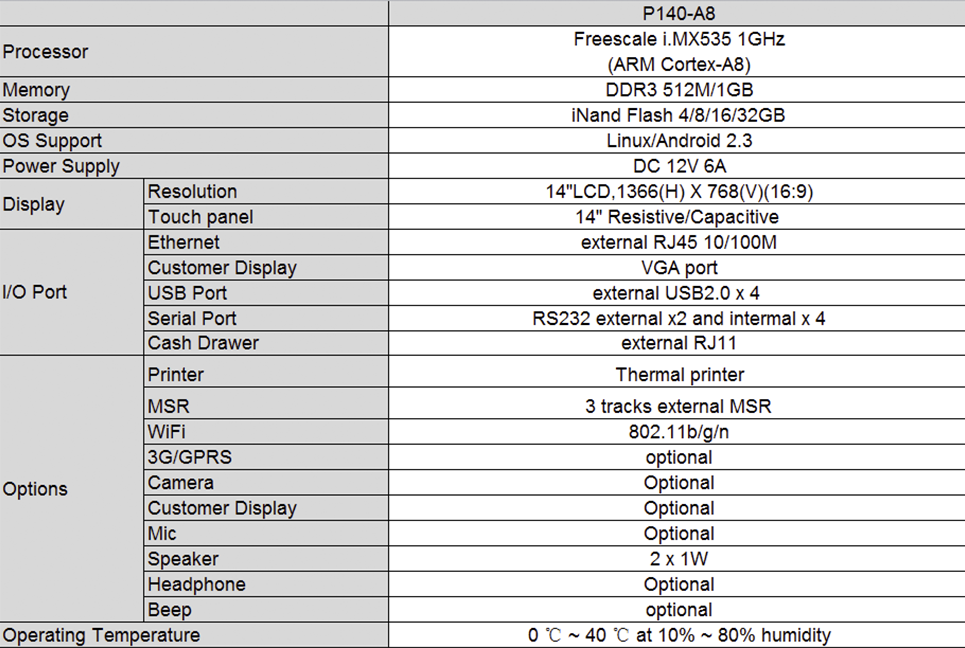 P140-A8
Processor
Freescale i.MX535 1GHz
(ARM Cortex-A8)
Memory
DDR3 512M/1GB
Storage
iNand Flash 4/8/16/32GB
OS Support
Linux/Android 2.3
Power Supply
DC 12V 6A
Display
Resolution
14"LCD,1366(H) X 768(V)(16:9)
Touch panel
14" Resistive/Capacitive
I/O Port
Ethernet
external RJ45 10/100M
Customer Display
VGA port
USB Port
external USB2.0 x 4
Serial Port
RS232 external x2 and intermal x 4
Cash Drawer
external RJ11
Options
Printer
Thermal printer
MSR
3 tracks external MSR
WiFi
802.11b/g/n
3G/GPRS
optional
Camera
Optional
Customer Display
Optional
Mic
Optional
Speaker
2 x 1W
Headphone
Optional
Beep
optional
Operating Temperature
0 ℃ ~ 40 ℃ at 10% ~ 80% humidity